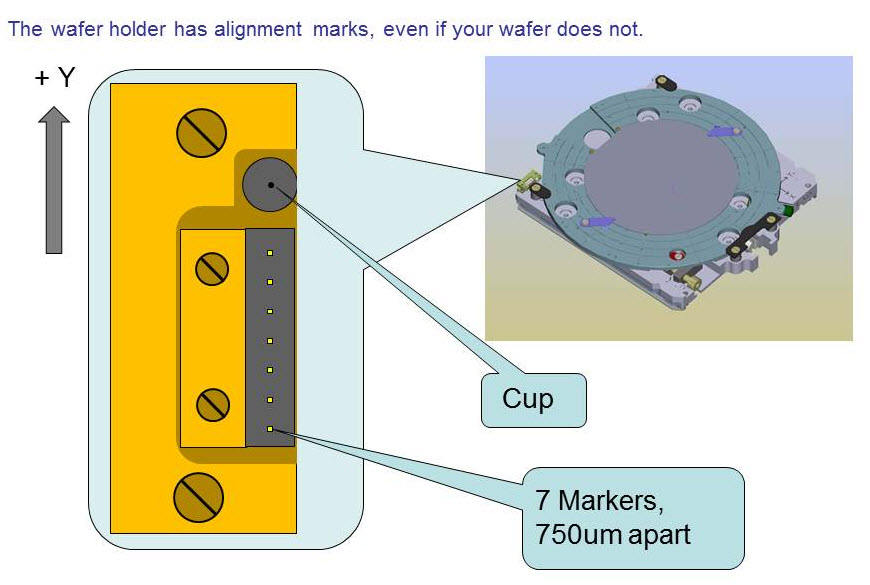 The wafer holder has alignment marks, even if your wafer does not.
+ Y
Cup
7 Markers,
750um apart